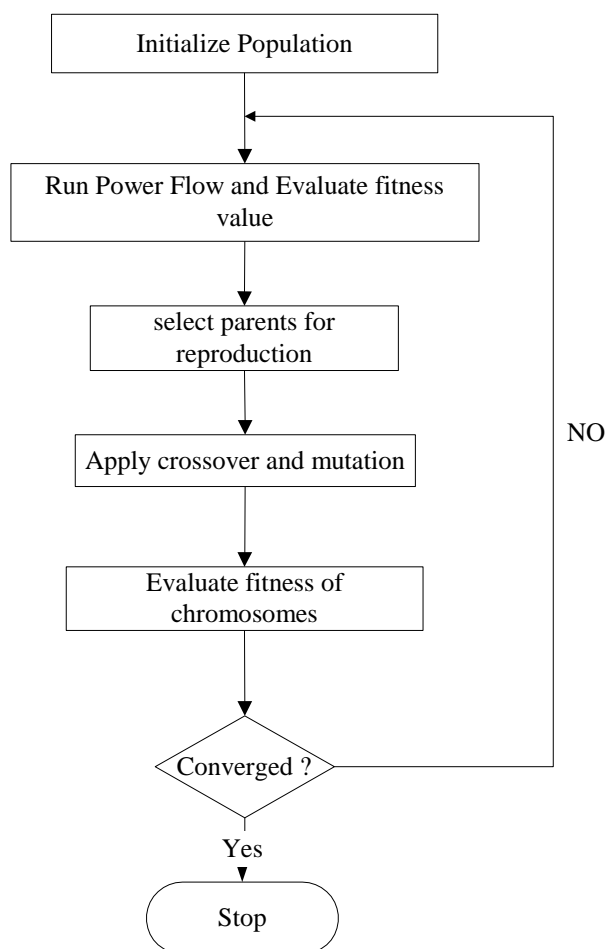 Initialize Population
Run Power Flow and Evaluate fitness
value
select parents for
reproduction
NO
Apply crossover and mutation
Evaluate fitness of
chromosomes
Converged ?
Yes
Stop